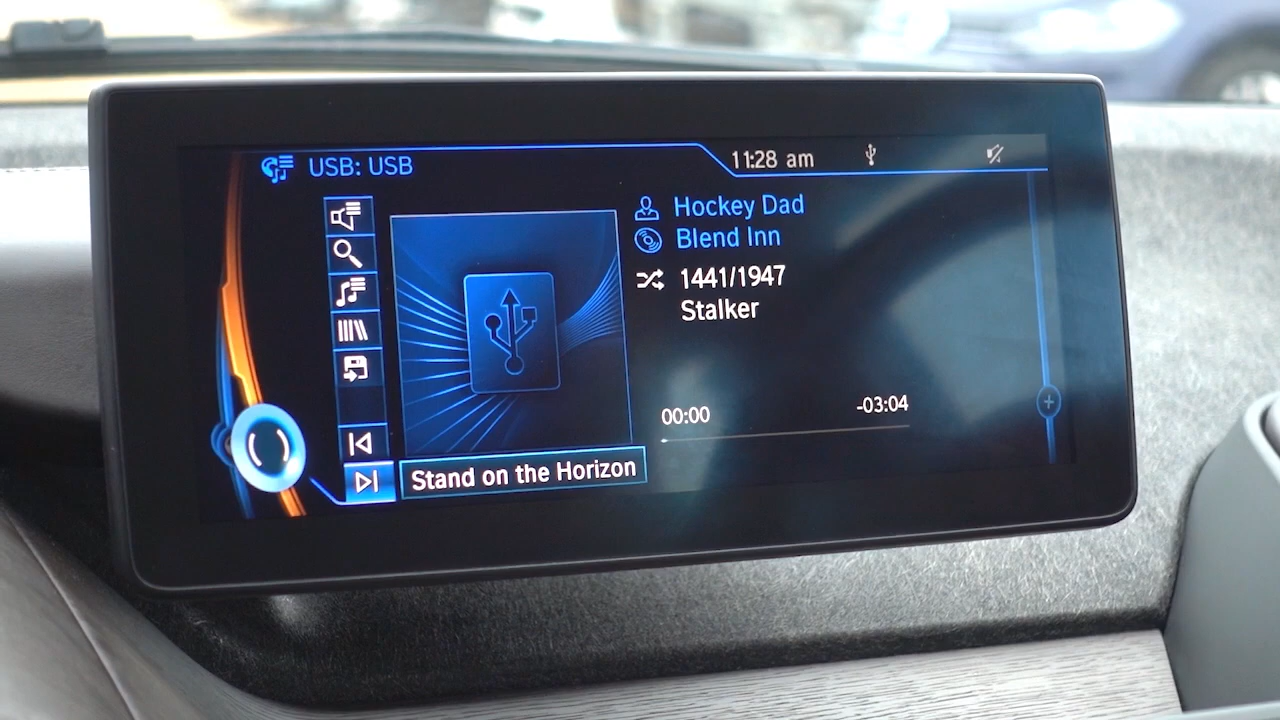 USB: USB
11:28 am
Hockey Dad
Blend Inn
1441/1947
Stalker
00:00
-03:04
Stand on the Horizon